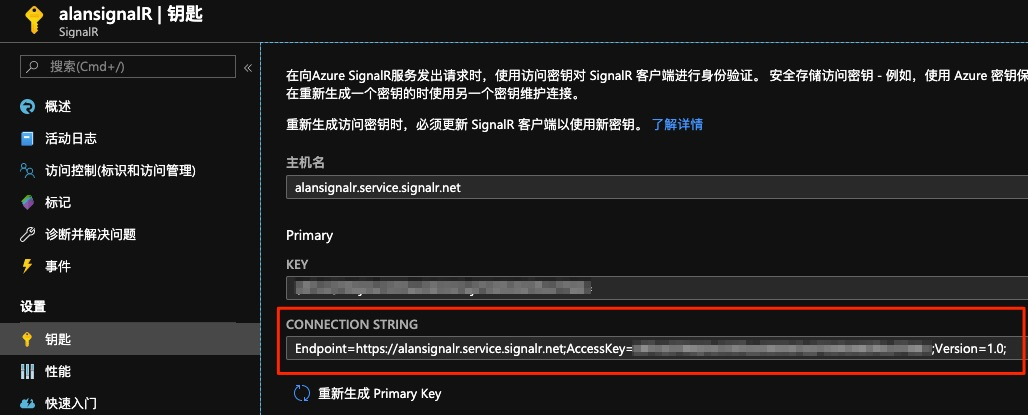 alansignalR | 钥匙
SignalR
搜索(Cmd+/)
«
概述
活动日志
访问控制(标识和访问管理)
标记
诊断并解决问题
事件
设置
钥匙
性能
快速入门
在向Azure SignalR服务发出请求时，使用访问密钥对 SignalR 客户端进行身份验证。 安全存储访问密钥 - 例如，使用 Azure 密钥保
在重新生成一个密钥的时使用另一个密钥维护连接。
重新生成访问密钥时，必须更新 SignalR 客户端以使用新密钥。 了解详情
主机名
alansignalr.service.signalr.net
Primary
KEY
CONNECTION STRING
Endpoint=https://alansignalr.service.signalr.net;AccessKey= ;Version=1.0;
重新生成 Primary Key